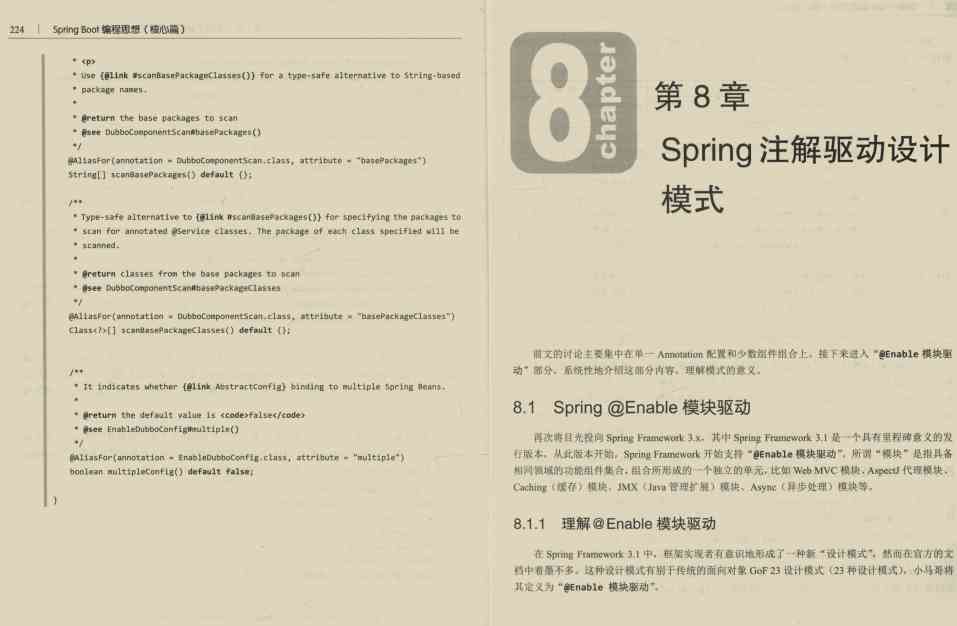 224 | Spring Boot 编程思想（核心篇）
* <p>
* Use {@link #scanBasePackageClasses()} for a type-safe alternative to String-based
* package names.
*
* @return the base packages to scan
* @see DubboComponentScan#basePackages()
*/
@AliasFor(annotation = DubboComponentScan.class, attribute = "basePackages")
String[] scanBasePackages() default {};
/**
* Type-safe alternative to {@link #scanBasePackages()} for specifying the packages to
* scan for annotated @Service classes. The package of each class specified will be
* scanned.
*
* @return classes from the base packages to scan
* @see DubboComponentScan#basePackageClasses
*/
@AliasFor(annotation = DubboComponentScan.class, attribute = "basePackageClasses")
Class<?>[] scanBasePackageClasses() default {};
/**
* It indicates whether {@link AbstractConfig} binding to multiple Spring Beans.
*
* @return the default value is <code>false</code>
* @see EnableDubboConfig#multiple()
*/
@AliasFor(annotation = EnableDubboConfig.class, attribute = "multiple")
boolean multipleConfig() default false;
}
8 chapter
第 8 章
Spring 注解驱动设计
模式
前文的讨论主要集中在单一 Annotation 配置和少数组件组合上，接下来进入“@Enable 模块驱
动”部分，系统性地介绍这部分内容，理解模式的意义。
8.1 Spring @Enable 模块驱动
再次将目光投向 Spring Framework 3.x，其中 Spring Framework 3.1 是一个具有里程碑意义的发
行版本，从此版本开始，Spring Framework 开始支持“@Enable 模块驱动”。所谓“模块”是指具备
相同领域的功能组件集合，组合所形成的一个独立的单元，比如 Web MVC 模块、AspectJ 代理模块、
Caching（缓存）模块、JMX（Java 管理扩展）模块、Async（异步处理）模块等。
8.1.1 理解@Enable 模块驱动
在 Spring Framework 3.1 中，框架实现者有意识地形成了一种新“设计模式”，然而在官方的文
档中着墨不多。这种设计模式有别于传统的面向对象 GoF 23 设计模式（23 种设计模式），小马哥将
其定义为“@Enable 模块驱动”。